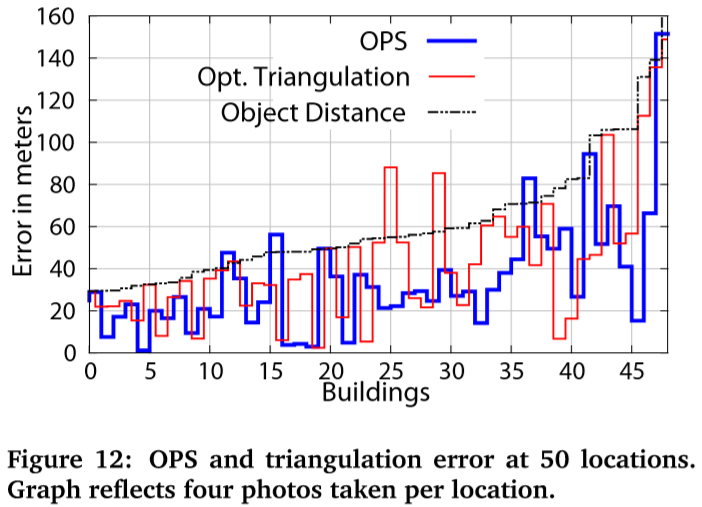 160
140
120
100
80
60
40
20
0
Error in meters
OPS
Opt. Triangulation
Object Distance
0 5 10 15 20 25 30 35 40 45
Buildings
Figure 12: OPS and triangulation error at 50 locations.
Graph reflects four photos taken per location.